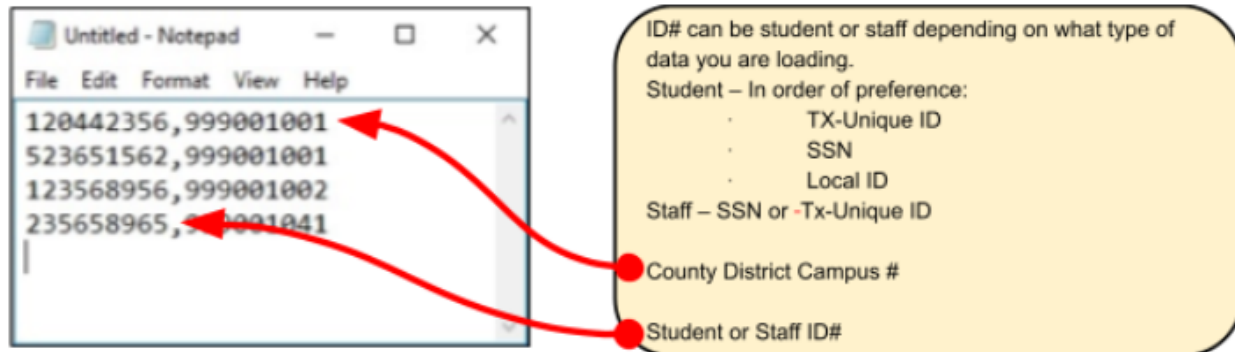 Untitled - Notepad
File Edit Format View Help
120442356,999001001
523651562,999001001
123568956,999001002
235658965,999001041
ID# can be student or staff depending on what type of
data you are loading.
Student – In order of preference:
· TX-Unique ID
· SSN
· Local ID
Staff – SSN or -Tx-Unique ID
County District Campus #
Student or Staff ID#